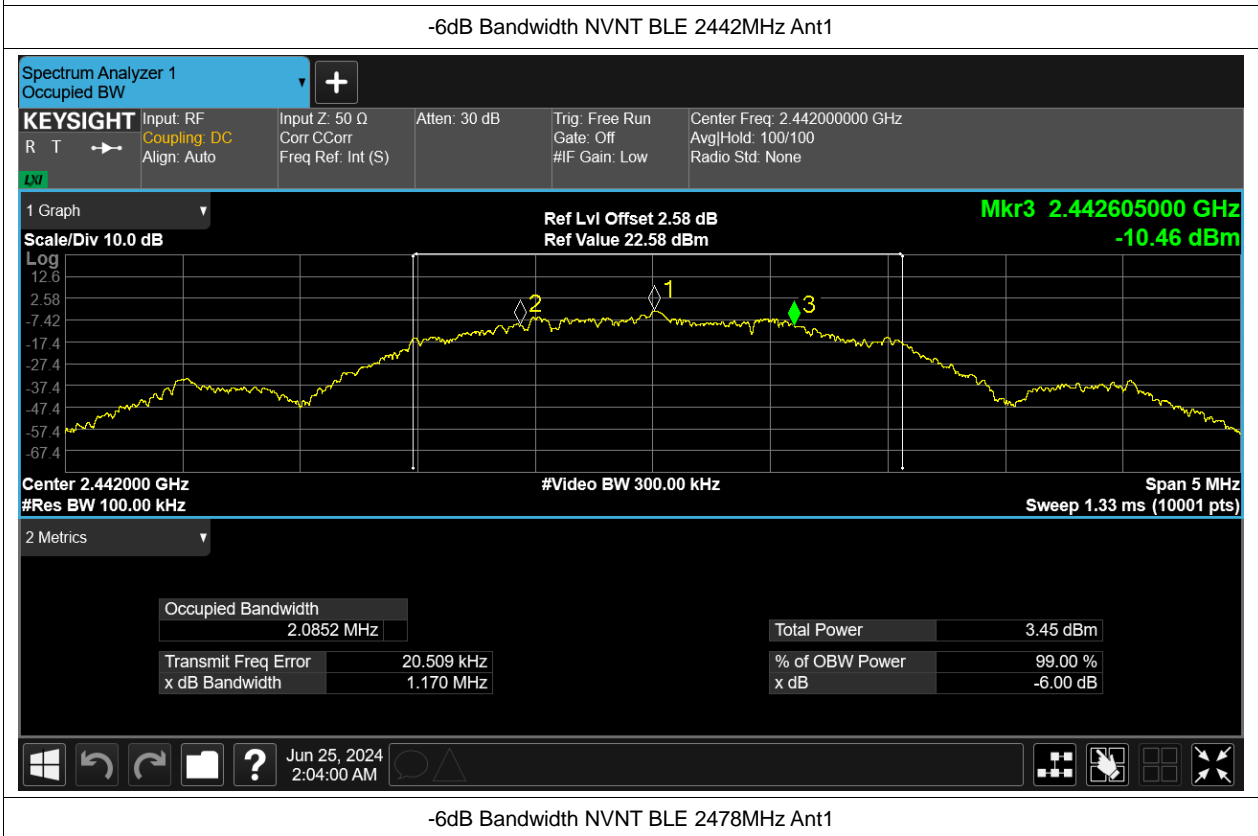 -6dB Bandwidth NVNT BLE 2442MHz Ant1
Spectrum Analyzer 1
Occupied BW
KEYSIGHT
R T
LXI
Input: RF
Coupling: DC
Align: Auto
Input Z: 50 Ω
Corr CCorr
Freq Ref: Int (S)
Atten: 30 dB
Trig: Free Run
Gate: Off
#IF Gain: Low
Center Freq: 2.442000000 GHz
Avg|Hold: 100/100
Radio Std: None
1 Graph
Scale/Div 10.0 dB
Ref Lvl Offset 2.58 dB
Ref Value 22.58 dBm
Mkr3 2.442605000 GHz
-10.46 dBm
Log
12.6
2.58
-7.42
-17.4
-27.4
-37.4
-47.4
-57.4
-67.4
2
1
3
Center 2.442000 GHz
#Res BW 100.00 kHz
#Video BW 300.00 kHz
Span 5 MHz
Sweep 1.33 ms (10001 pts)
2 Metrics
Occupied Bandwidth
2.0852 MHz
Transmit Freq Error 20.509 kHz
x dB Bandwidth 1.170 MHz
Total Power 3.45 dBm
% of OBW Power 99.00 %
x dB -6.00 dB
?
Jun 25, 2024
2:04:00 AM
-6dB Bandwidth NVNT BLE 2478MHz Ant1